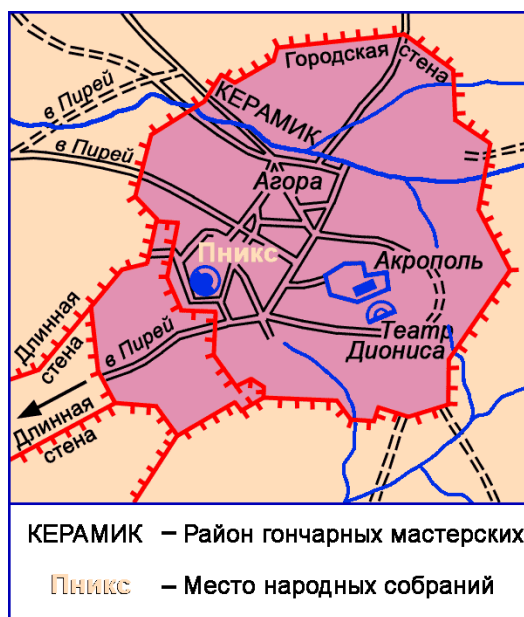 Городская стена
в Пирей
КЕРАМИК
в Пирей
Агора
Пникс
Акрополь
Театр
Диониса
Длинная
стена
в Пирей
Длинная
стена
КЕРАМИК – Район гончарных мастерских
Пникс – Место народных собраний